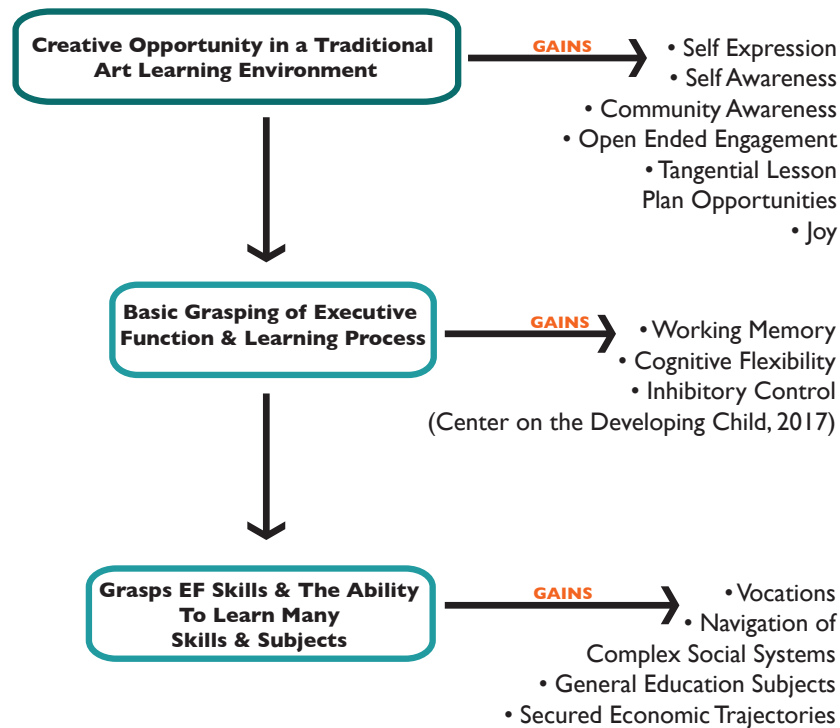 Creative Opportunity in a Traditional
Art Learning Environment
GAINS
• Self Expression
• Self Awareness
• Community Awareness
• Open Ended Engagement
• Tangential Lesson
Plan Opportunities
• Joy
Basic Grasping of Executive
Function & Learning Process
GAINS
• Working Memory
• Cognitive Flexibility
• Inhibitory Control
(Center on the Developing Child, 2017)
Grasps EF Skills & The Ability
To Learn Many
Skills & Subjects
GAINS
• Vocations
• Navigation of
Complex Social Systems
• General Education Subjects
• Secured Economic Trajectories